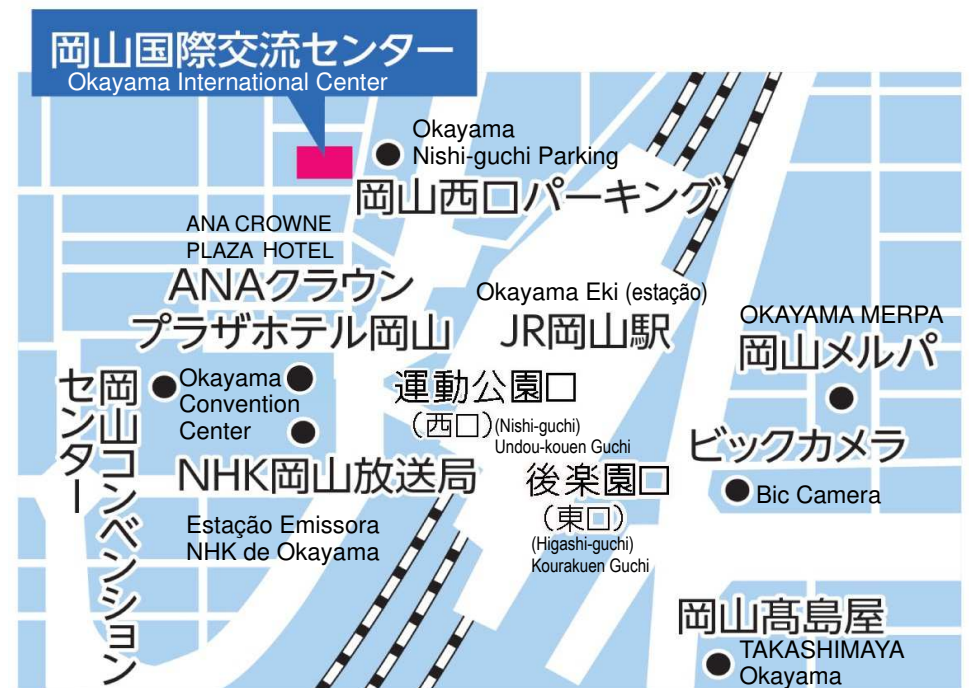 岡山国際交流センター
Okayama International Center
Okayama
Nishi-guchi Parking
岡山西口パーキング
ANA CROWNE
PLAZA HOTEL
ANAクラウン
プラザホテル岡山
Okayama Eki (estação)
JR岡山駅
OKAYAMA MERPA
岡山メルパ
岡山コンベンション
センター
Okayama
Convention
Center
運動公園口
(西口)
(Nishi-guchi)
Undou-kouen Guchi
ビックカメラ
Bic Camera
NHK岡山放送局
Estação Emissora
NHK de Okayama
後楽園口
(東口)
(Higashi-guchi)
Kourakuen Guchi
岡山髙島屋
TAKASHIMAYA
Okayama